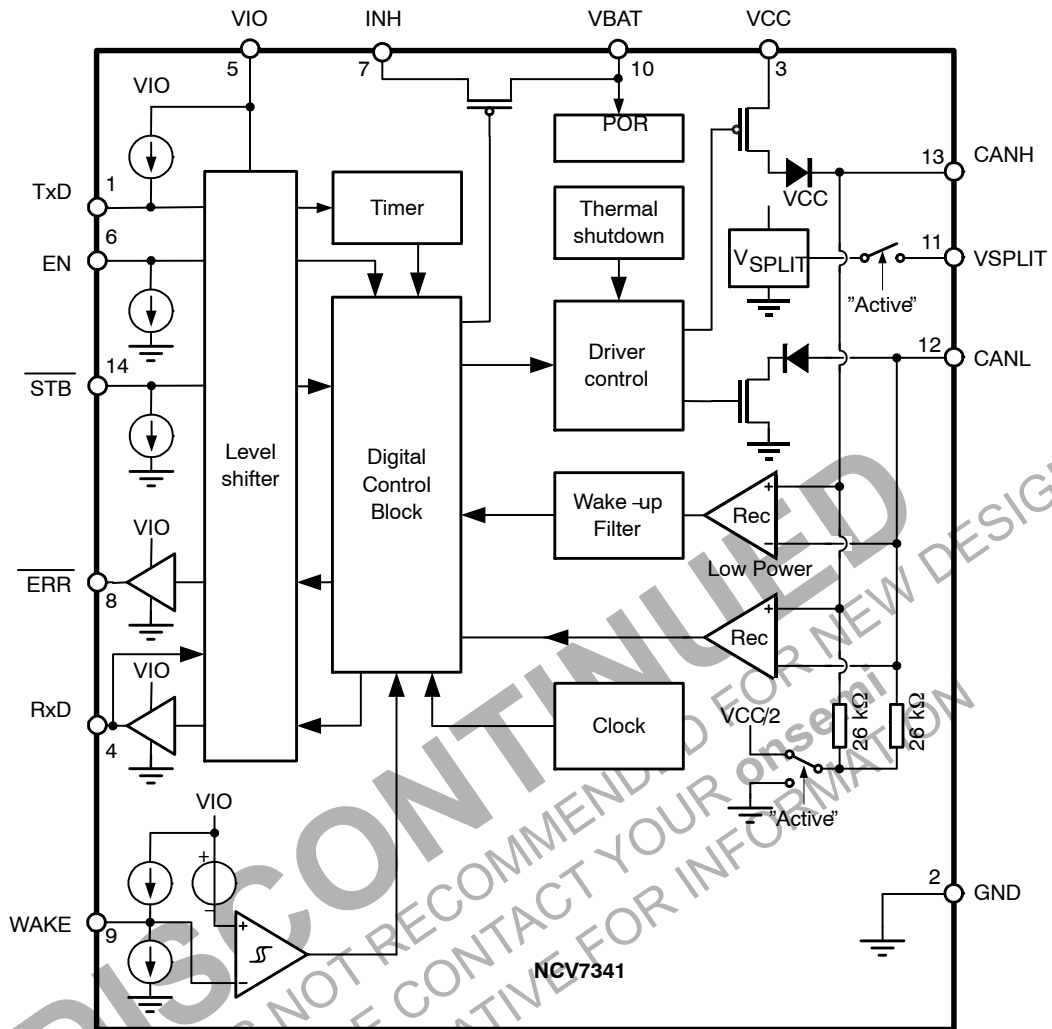 VIO INH VBAT VCC
5 7 10 3
VIO
POR
TxD 1
13 CANH
VCC
Timer
Thermal
shutdown
6
EN
VSPLIT
11 VSPLIT
"Active"
14
STB
Driver
control
12 CANL
Level
shifter
Digital
Control
Block
Wake-up
Filter
+
Rec
−
Low Power
VIO
ERR
8
+
Rec
−
VIO
RxD
4
Clock
VCC/2
26 kΩ
26 kΩ
"Active"
VIO
+
−
WAKE
9
+
−
2 GND
NCV7341
DISCONTINUED
NOT RECOMMENDED FOR NEW DESIGN
CONTACT YOUR onsemi
FOR INFORMATION